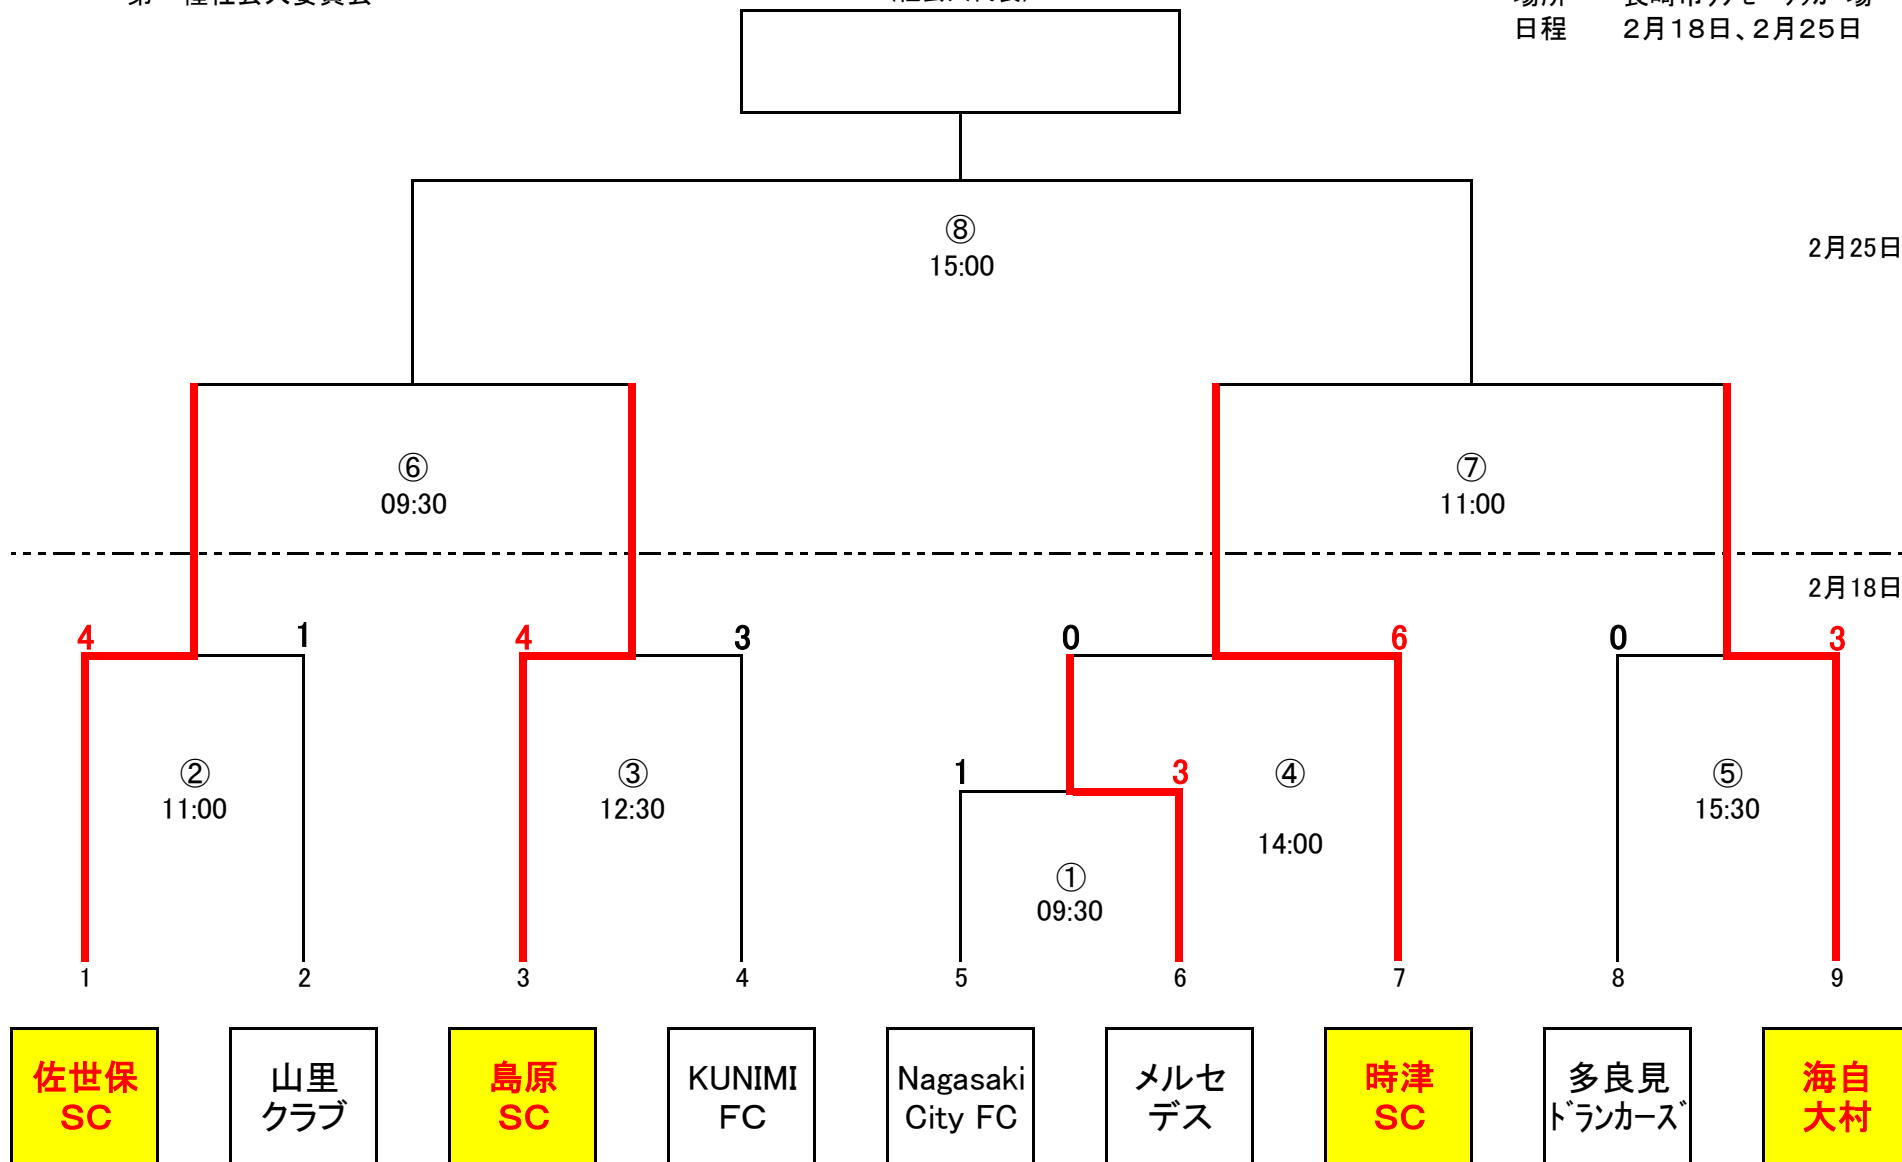 日程 2月18日、2月25日
⑧
15:00
2月25日
⑥
09:30
⑦
11:00
2月18日
4 1 4 3 0 6 0 3
② ③ 1 3 ④ ⑤
11:00 12:30 15:30
14:00
①
09:30
1 2 3 4 5 6 7 8 9
佐世保 山里 島原 KUNIMI Nagasaki メルセ 時津 多良見 海自
SC クラブ SC FC City FC デス SC ﾄﾞﾗﾝｶｰｽﾞ 大村